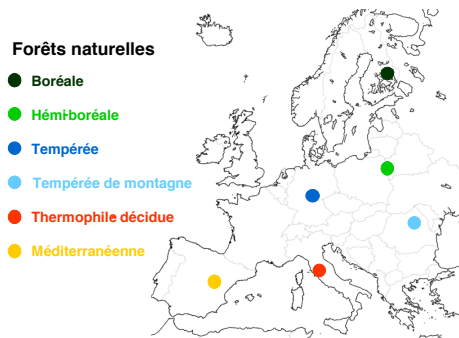 Forêts naturelles
Boréale
Hémi-boréale
Tempérée
Tempérée de montagne
Thermophile décidue
Méditerranéenne